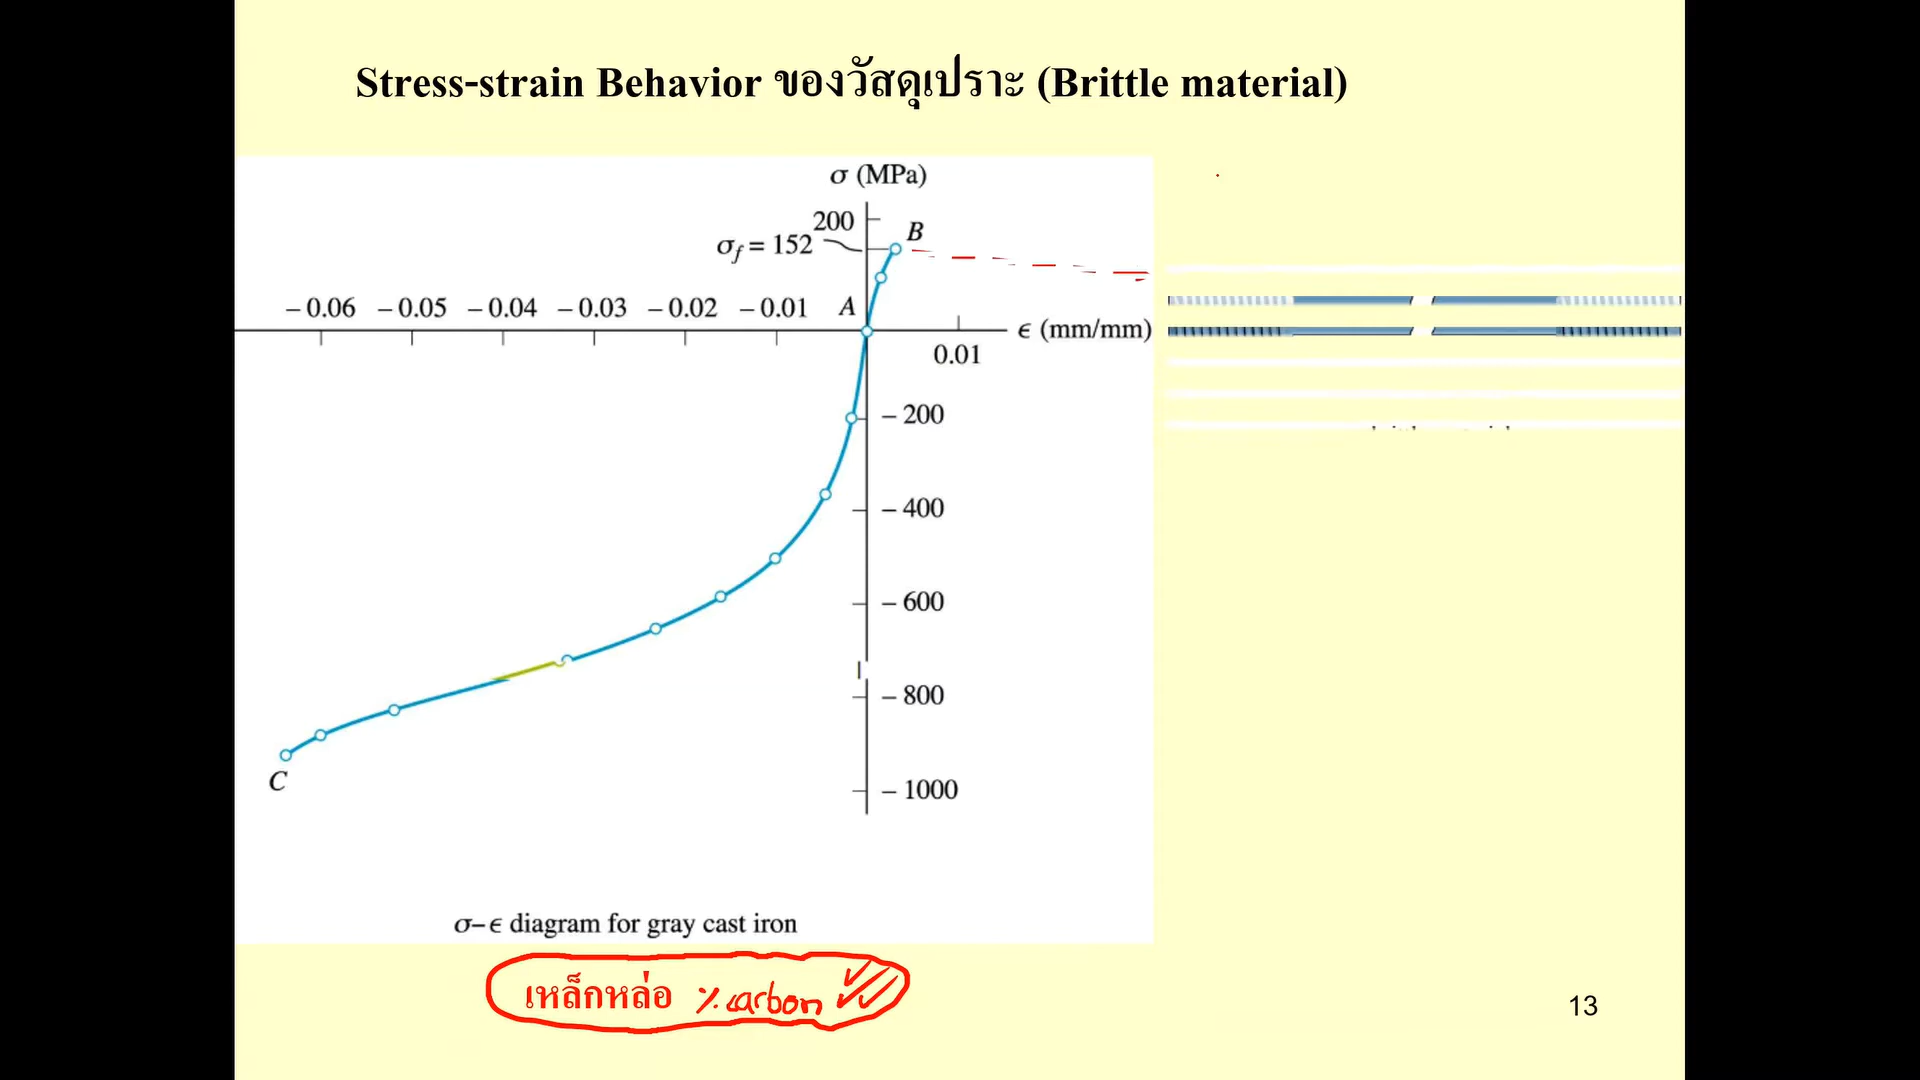 Stress-strain Behavior ของวัสดุเปราะ (Brittle material)
σ (MPa)
200
B
σf = 152
– 0.06 – 0.05 – 0.04 – 0.03 – 0.02 – 0.01 A
ϵ (mm/mm)
0.01
– 200
– 400
– 600
– 800
C
– 1000
σ–ϵ diagram for gray cast iron
เหล็กหล่อ % carbon
13